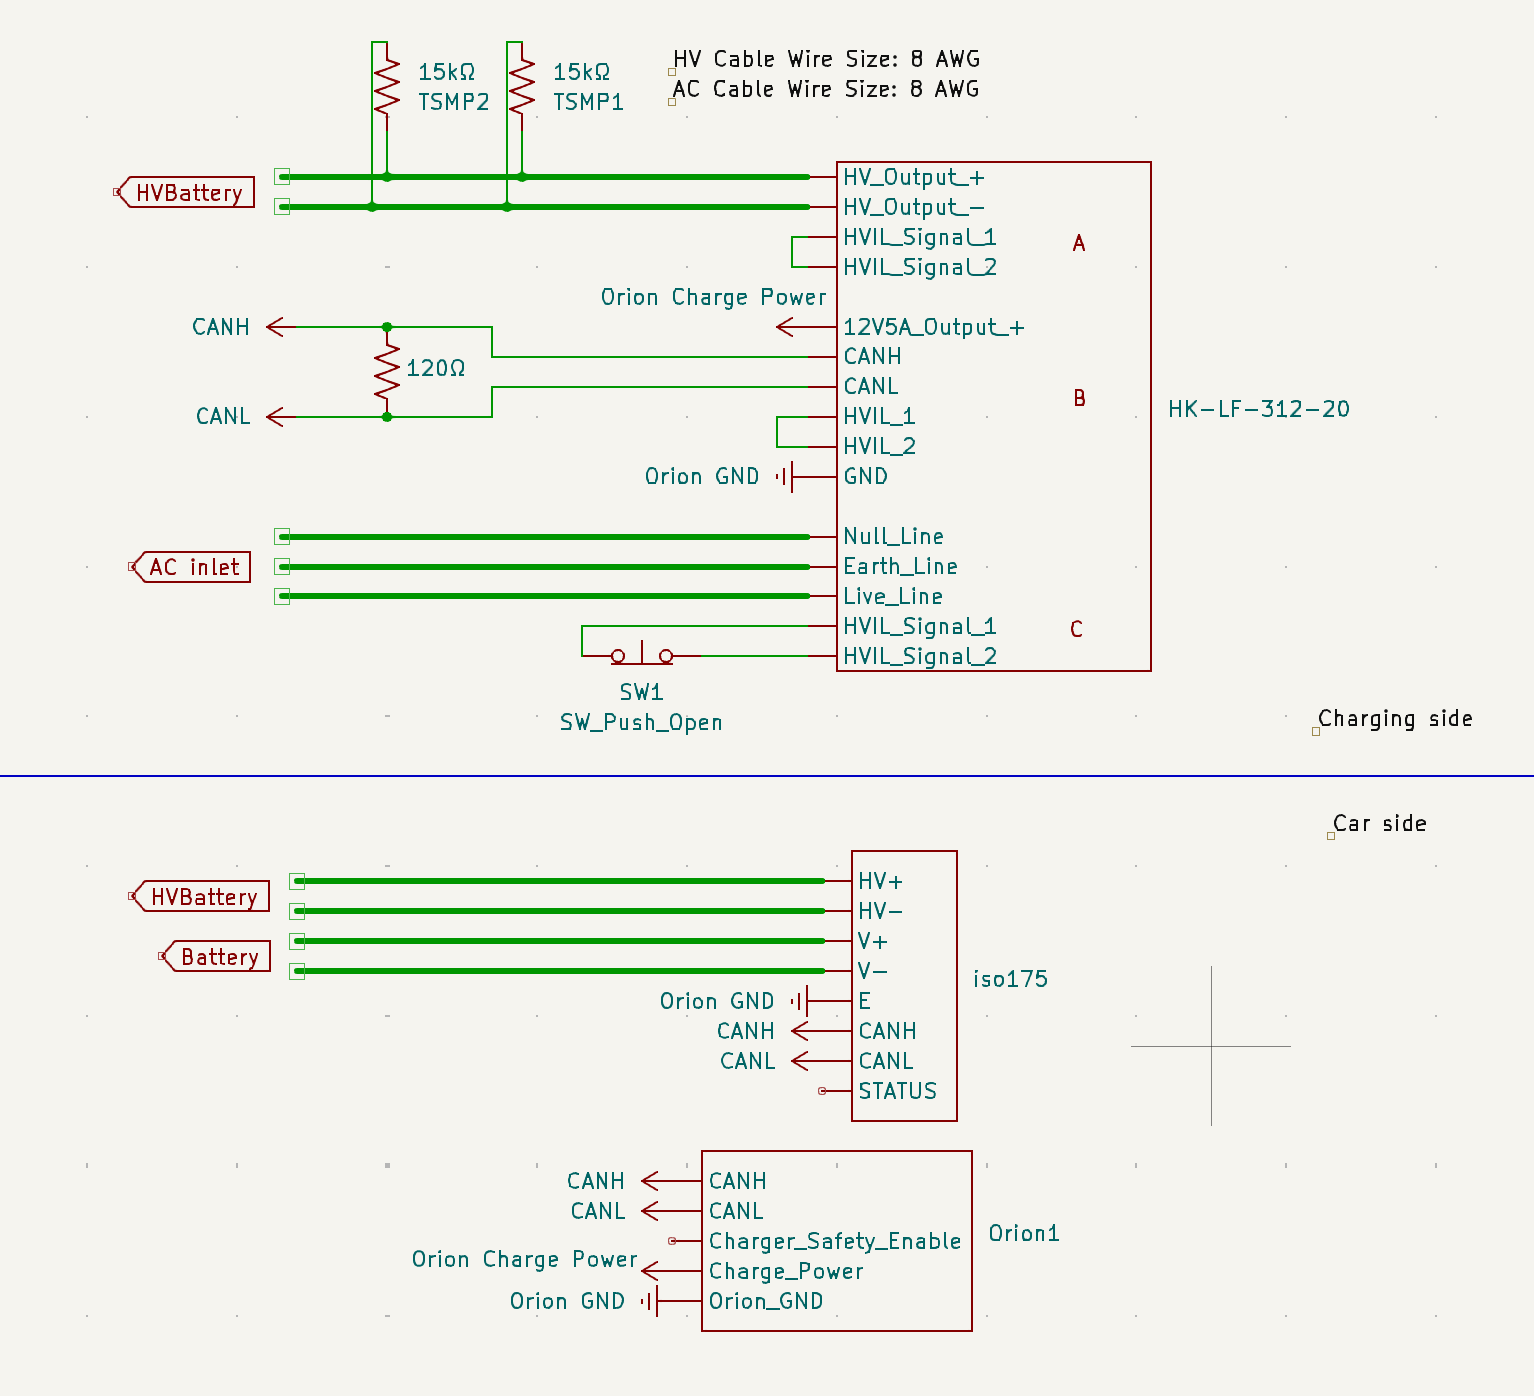 15kΩ
TSMP2
15kΩ
TSMP1
HV Cable Wire Size: 8 AWG
AC Cable Wire Size: 8 AWG
HVBattery
HV_Output_+
HV_Output_-
HVIL_Signal_1
A
HVIL_Signal_2
Orion Charge Power
CANH
12V5A_Output_+
CANH
120Ω
CANL
B
HK-LF-312-20
CANL
HVIL_1
HVIL_2
Orion GND
GND
Null_Line
AC inlet
Earth_Line
Live_Line
HVIL_Signal_1
C
HVIL_Signal_2
SW1
SW_Push_Open
Charging side
Car side
HVBattery
HV+
HV-
V+
Battery
V-
iso175
Orion GND
E
CANH
CANH
CANL
CANL
STATUS
CANH
CANH
CANL
CANL
Charger_Safety_Enable
Orion1
Orion Charge Power
Charge_Power
Orion GND
Orion_GND